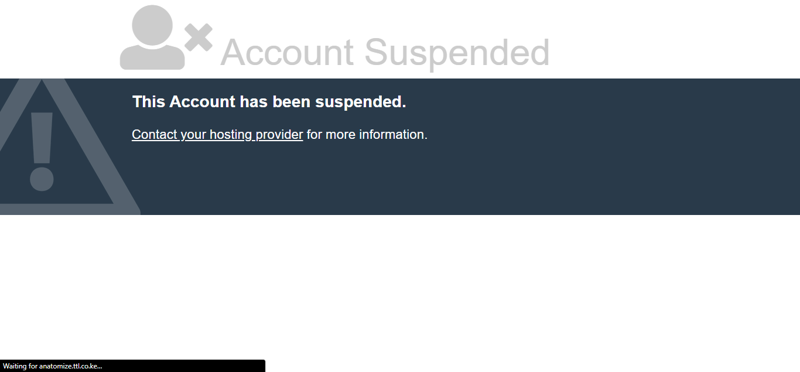 Account Suspended
This Account has been suspended.
Contact your hosting provider for more information.
Waiting for anatomize.ttl.co.ke...